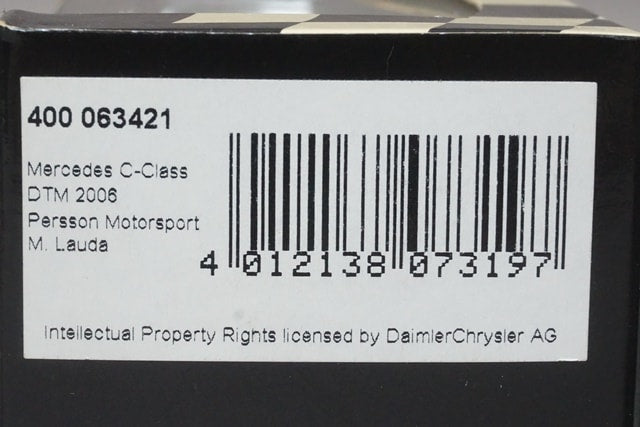 400 063421
Mercedes C-Class
DTM 2006
Persson Motorsport
M. Lauda
4 012138 073197
Intellectual Property Rights licensed by DaimlerChrysler AG